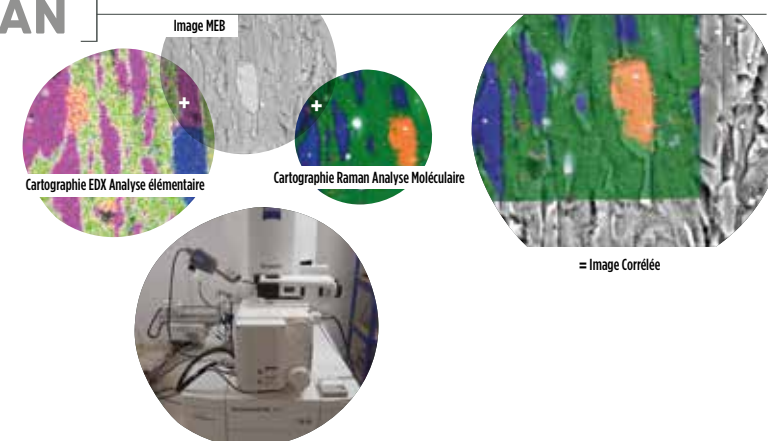 AN
Image MEB
+
+
Cartographie EDX Analyse élémentaire
Cartographie Raman Analyse Moléculaire
= Image Corrélée